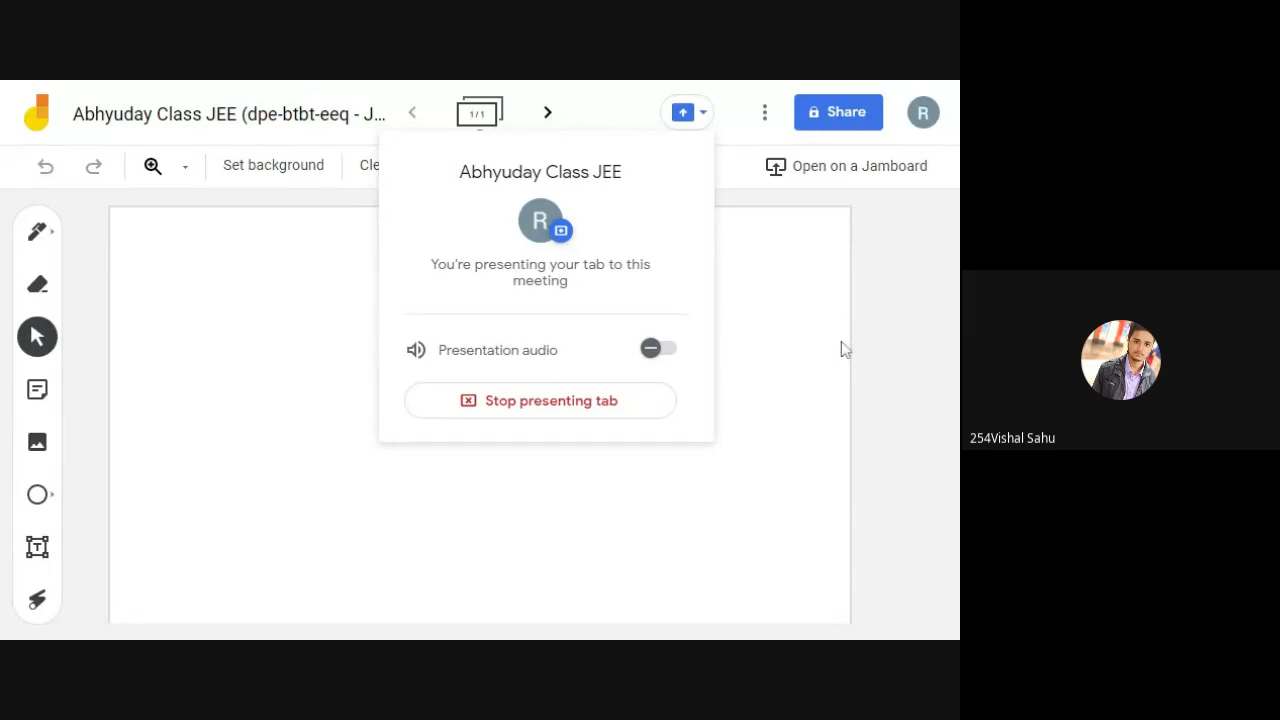 Abhyuday Class JEE (dpe-btbt-eeq - J...
1/1
Share
R
Set background
Cle
Open on a Jamboard
Abhyuday Class JEE
R
You're presenting your tab to this
meeting
Presentation audio
Stop presenting tab
T
254Vishal Sahu